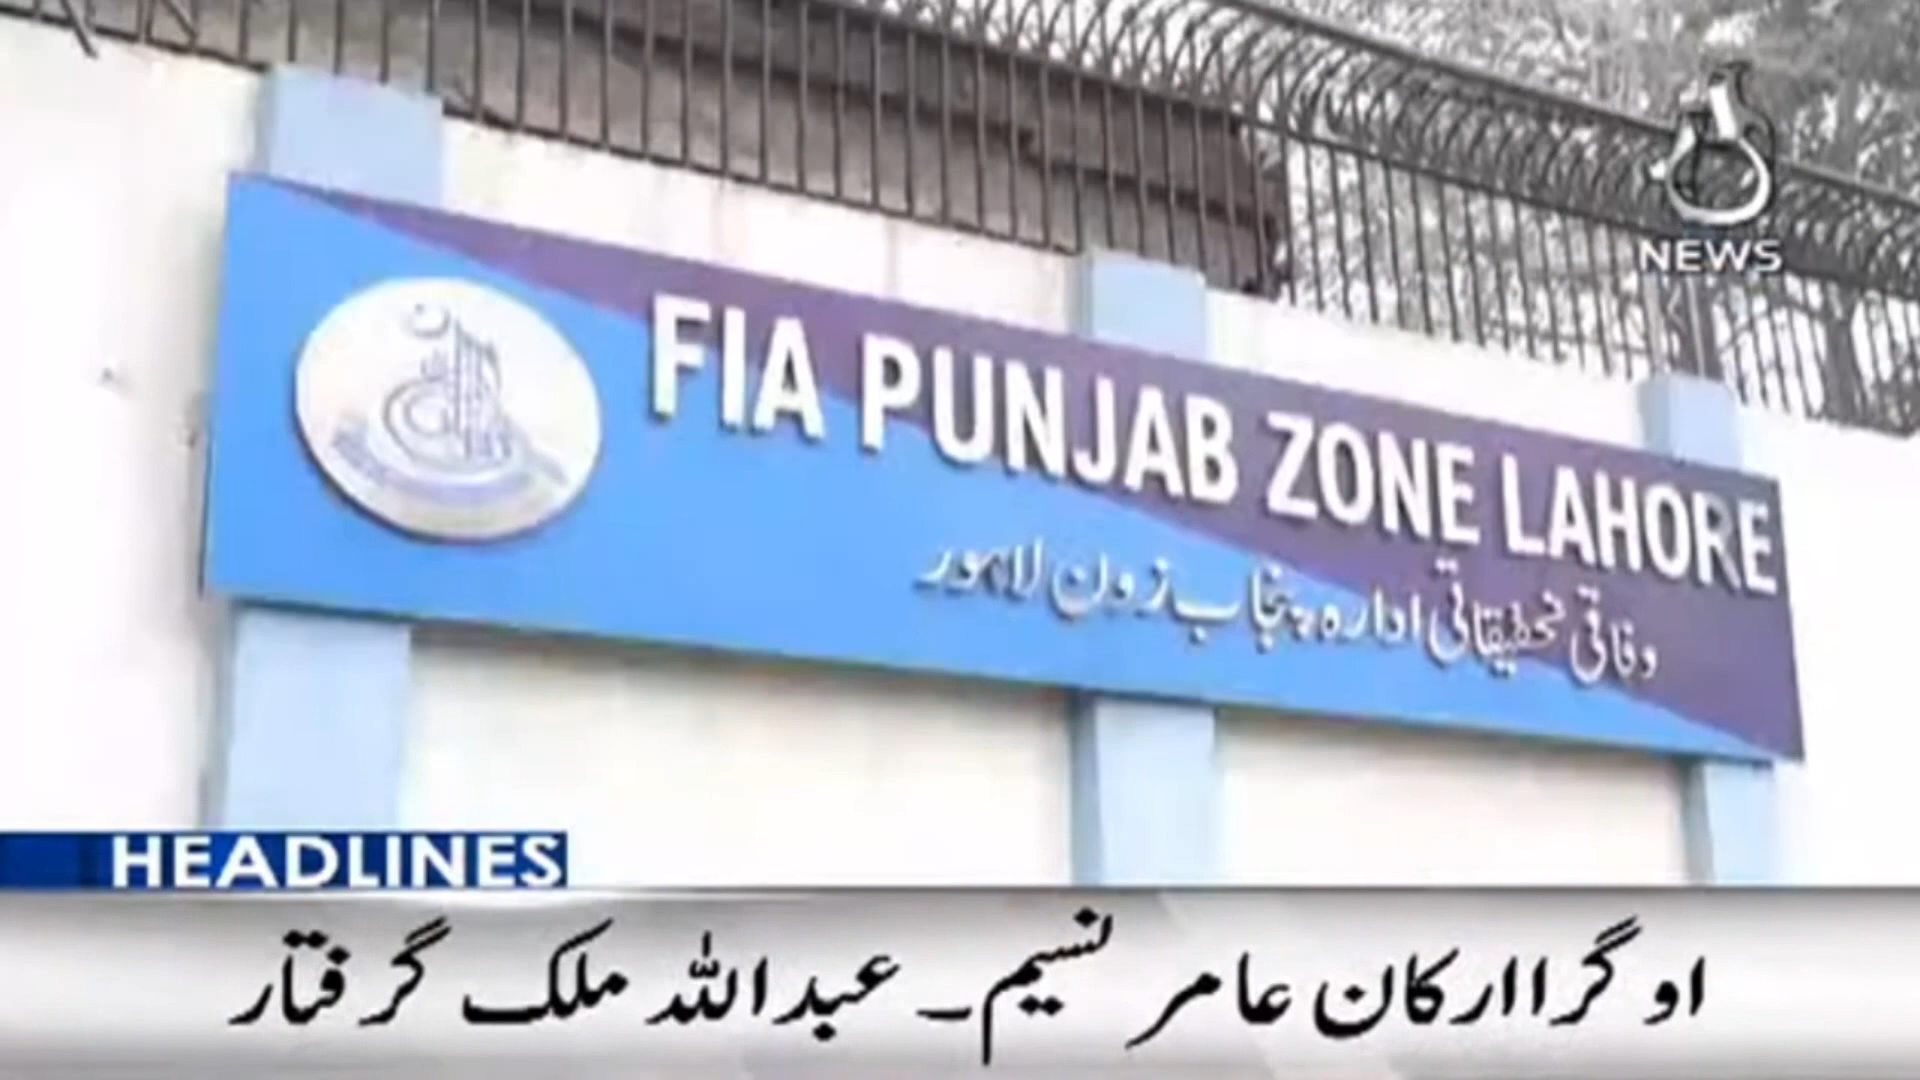 NEWS
FIA PUNJAB ZONE LAHORE
وفاقی تحقیقاتی ادارہ پنجاب زون لاہور
HEADLINES
اوگرا ارکان عامر نسیم۔ عبداللہ ملک گرفتار